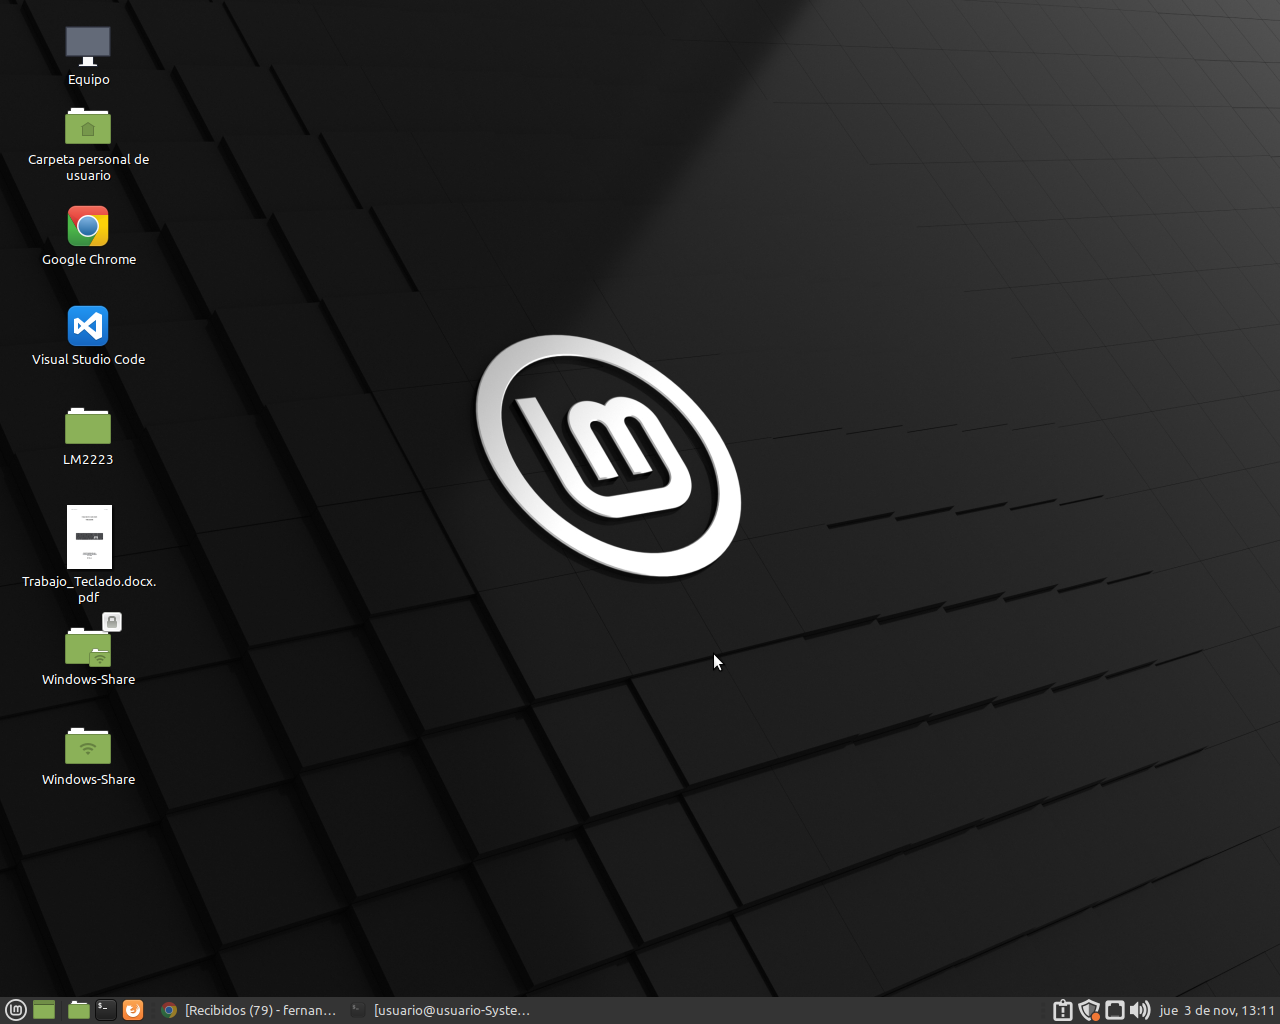 Equipo
Carpeta personal de
usuario
Google Chrome
Visual Studio Code
LM2223
Trabajo_Teclado.docx.
pdf
Windows-Share
Windows-Share
[Recibidos (79) - fernan...
[usuario@usuario-Syste...
jue 3 de nov, 13:11